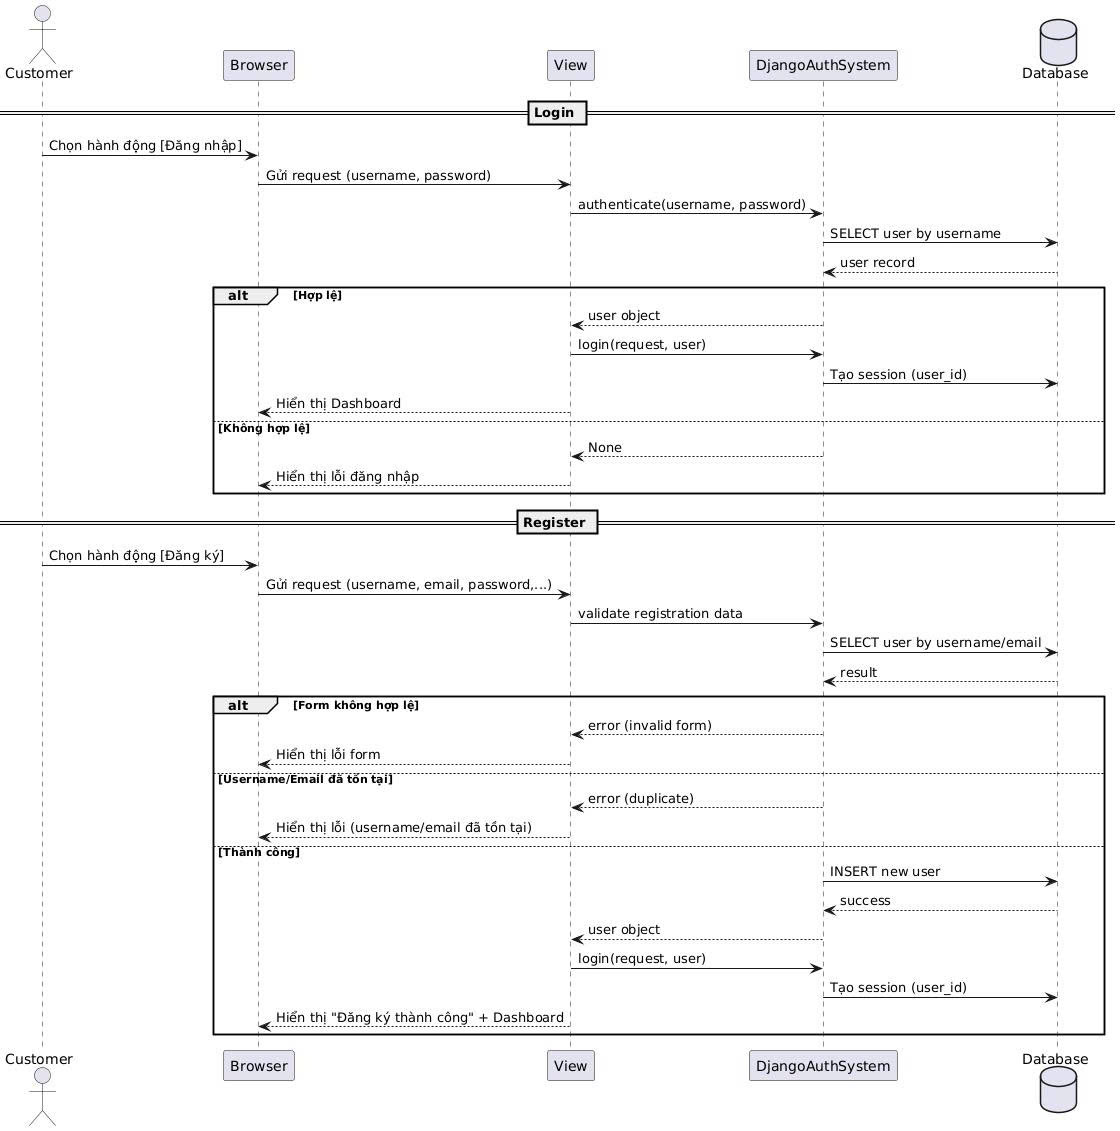 Customer
Browser
View
DjangoAuthSystem
Database
Login
Chọn hành động [Đăng nhập]
Gửi request (username, password)
authenticate(username, password)
SELECT user by username
user record
alt [Hợp lệ]
user object
login(request, user)
Tạo session (user_id)
Hiển thị Dashboard
[Không hợp lệ]
None
Hiển thị lỗi đăng nhập
Register
Chọn hành động [Đăng ký]
Gửi request (username, email, password,...)
validate registration data
SELECT user by username/email
result
alt [Form không hợp lệ]
error (invalid form)
Hiển thị lỗi form
[Username/Email đã tồn tại]
error (duplicate)
Hiển thị lỗi (username/email đã tồn tại)
[Thành công]
INSERT new user
success
user object
login(request, user)
Tạo session (user_id)
Hiển thị "Đăng ký thành công" + Dashboard
Customer
Browser
View
DjangoAuthSystem
Database